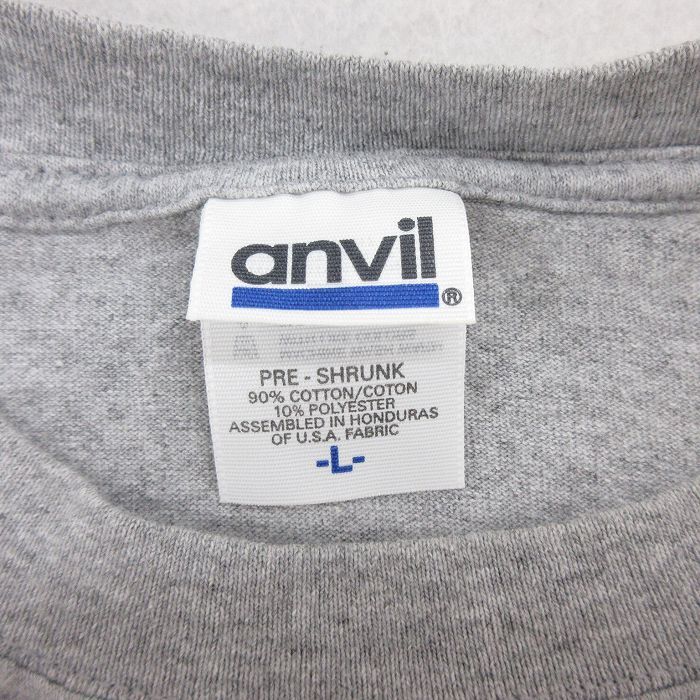 anvil
®
PRE - SHRUNK
90% COTTON/COTON
10% POLYESTER
ASSEMBLED IN HONDURAS
OF U.S.A. FABRIC
-L-